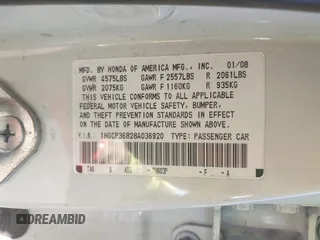 MFD. BY HONDA OF AMERICA MFG., INC. 01/08
GVWR 4575LBS GAWR F 2557LBS R 2061LBS
GVWR 2075KG GAWR F 1160KG R 935KG
THIS VEHICLE CONFORMS TO ALL APPLICABLE
FEDERAL MOTOR VEHICLE SAFETY, BUMPER,
AND THEFT PREVENTION STANDARDS IN
EFFECT ON THE DATE OF MANUFACTURE
SHOWN ABOVE.
V.I.N. 1HGCP36828A036920 TYPE: PASSENGER CAR
F A
DREAMBID
DREAMBID.COM